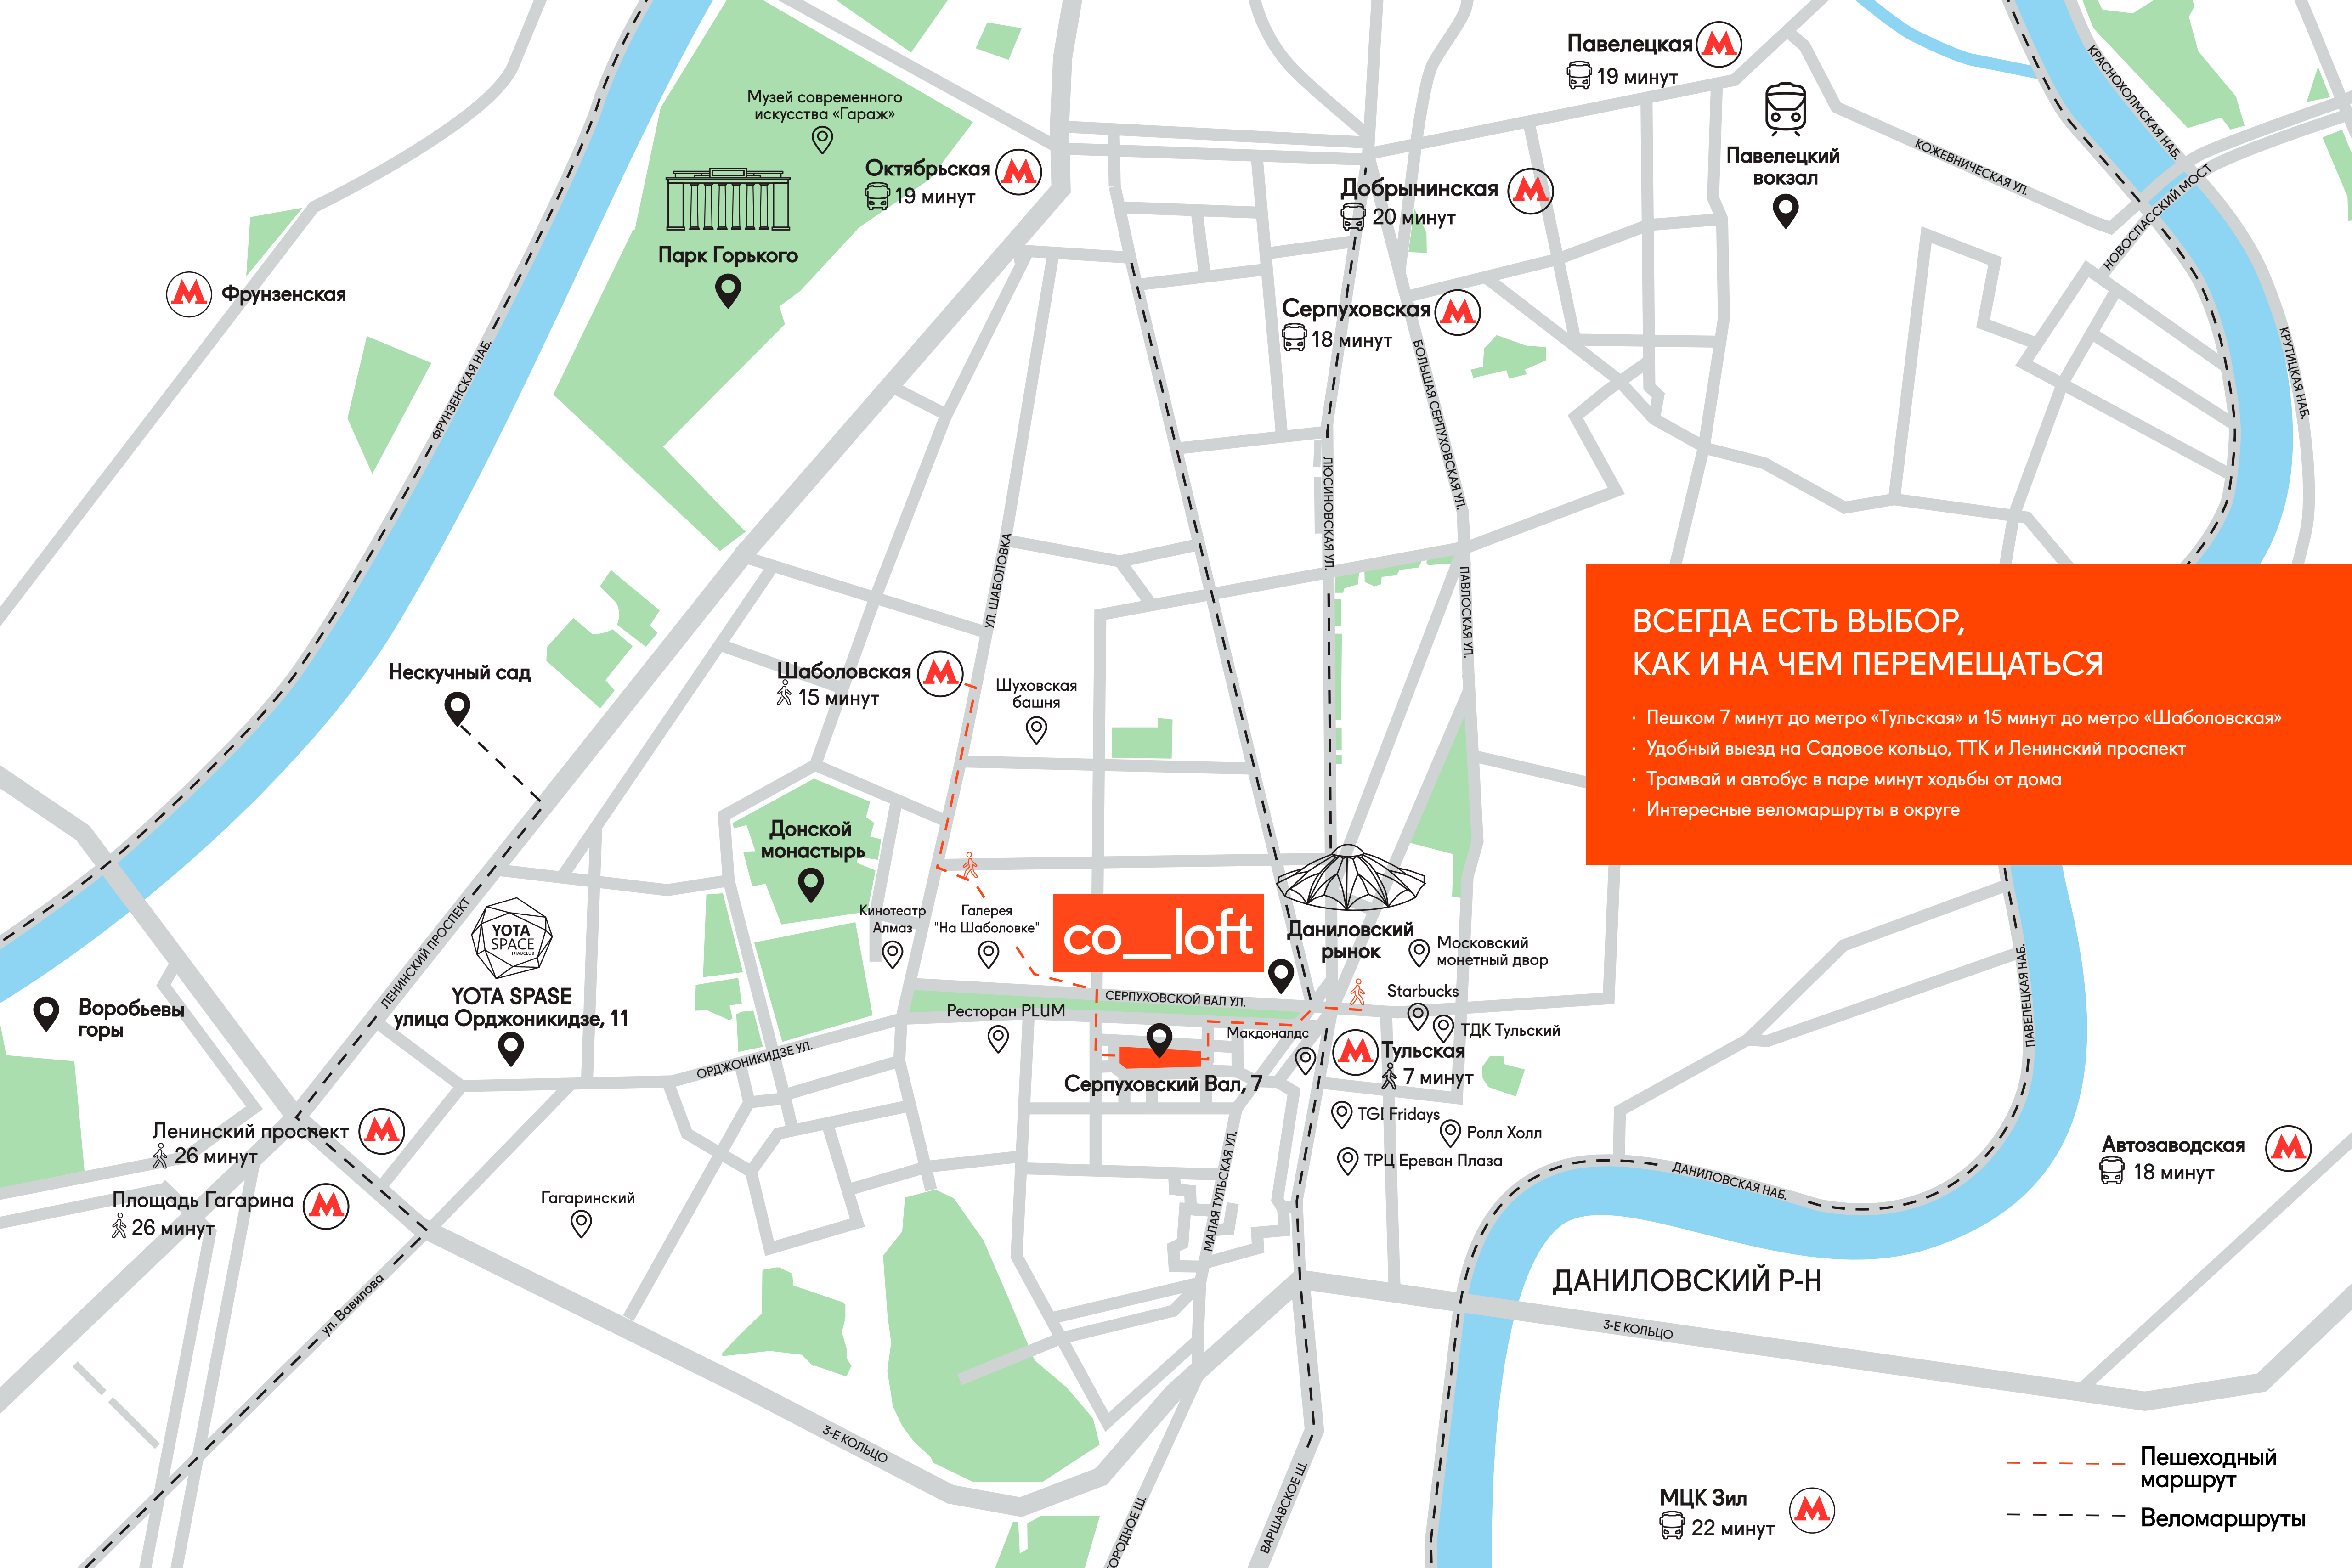 Павелецкая
19 минут
КРАСНОХОЛМСКАЯ НАБ.
Музей современного
искусства «Гараж»
Октябрьская
19 минут
Добрынинская
20 минут
Павелецкий
вокзал
КОЖЕВНИЧЕСКАЯ УЛ.
НОВОСПАССКИЙ МОСТ
Парк Горького
Фрунзенская
Серпуховская
18 минут
ФРУНЗЕНСКАЯ НАБ.
БОЛЬШАЯ СЕРПУХОВСКАЯ УЛ.
КРУТИЦКАЯ НАБ.
ЛЮСИНОВСКАЯ УЛ.
УЛ. ШАБОЛОВКА
ПАВЛОСКАЯ УЛ.
ВСЕГДА ЕСТЬ ВЫБОР,
КАК И НА ЧЕМ ПЕРЕМЕЩАТЬСЯ
· Пешком 7 минут до метро «Тульская» и 15 минут до метро «Шаболовская»
· Удобный выезд на Садовое кольцо, ТТК и Ленинский проспект
· Трамвай и автобус в паре минут ходьбы от дома
· Интересные веломаршруты в округе
Нескучный сад
Шаболовская
15 минут
Шуховская
башня
Донской
монастырь
Кинотеатр
Алмаз
Галерея
"На Шаболовке"
co__loft
Даниловский
рынок
Московский
монетный двор
YOTA
SPACE
ГЛАВCLUB
ЛЕНИНСКИЙ ПРОСПЕКТ
YOTA SPASE
улица Орджоникидзе, 11
Воробьевы
горы
СЕРПУХОВСКОЙ ВАЛ УЛ.
Starbucks
Ресторан PLUM
Макдоналдс
ТДК Тульский
ПАВЕЛЕЦКАЯ НАБ.
ОРДЖОНИКИДЗЕ УЛ.
Тульская
7 минут
Серпуховский Вал, 7
TGI Fridays
Ролл Холл
ТРЦ Ереван Плаза
Ленинский проспект
26 минут
Площадь Гагарина
26 минут
Гагаринский
МАЛАЯ ТУЛЬСКАЯ УЛ.
ДАНИЛОВСКАЯ НАБ.
Автозаводская
18 минут
ДАНИЛОВСКИЙ Р-Н
ул. Вавилова
3-Е КОЛЬЦО
3-Е КОЛЬЦО
ВАРШАВСКОЕ Ш.
ГОРОДНОЕ Ш.
МЦК Зил
22 минут
Пешеходный
маршрут
Веломаршруты